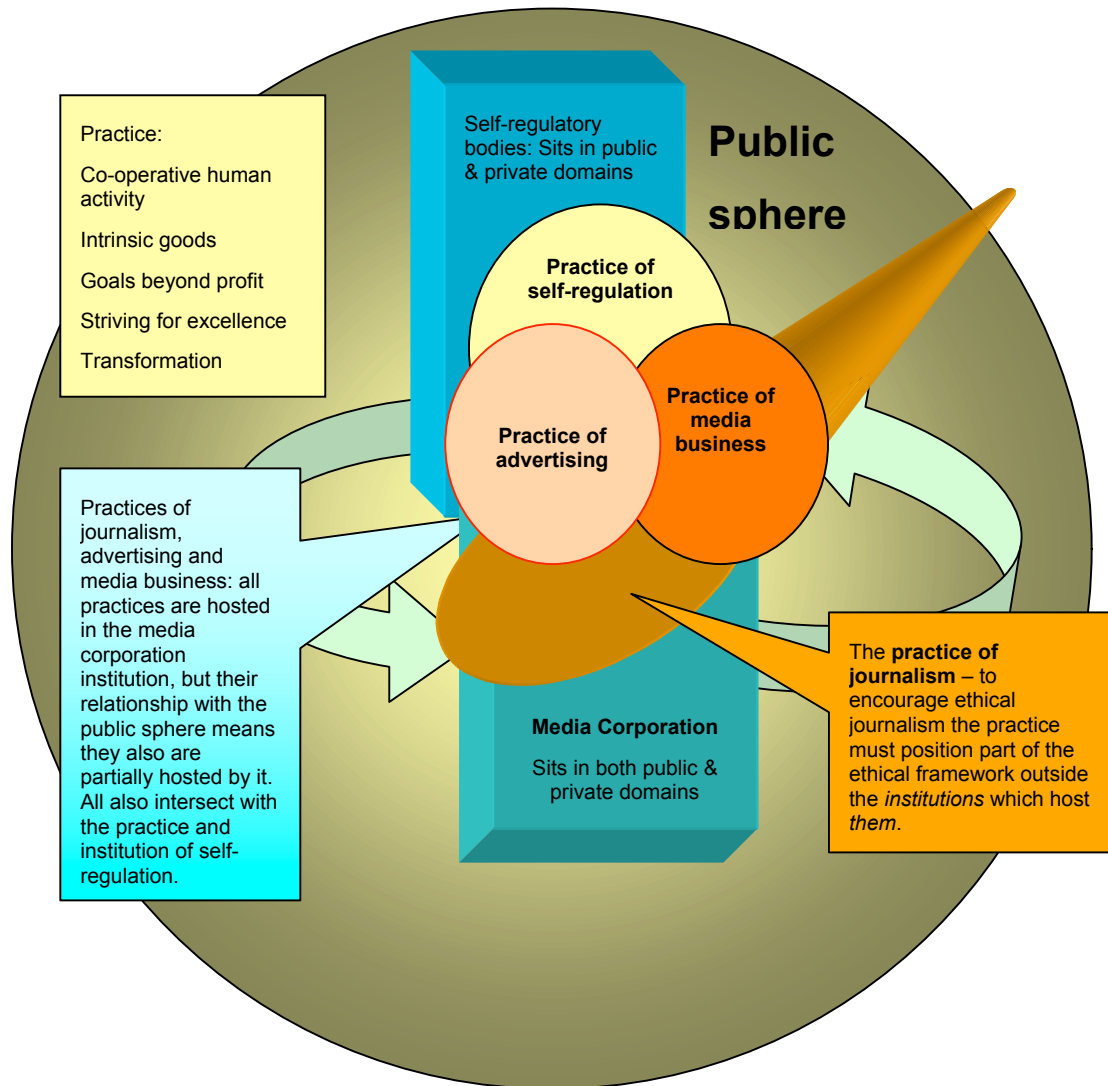 Practice:
Co-operative human
activity
Intrinsic goods
Goals beyond profit
Striving for excellence
Transformation
Self-regulatory
bodies: Sits in public
& private domains
Public
sphere
Practice of
self-regulation
Practice of
media
business
Practice of
advertising
Practices of
journalism,
advertising and
media business: all
practices are hosted
in the media
corporation
institution, but their
relationship with the
public sphere means
they also are
partially hosted by it.
All also intersect with
the practice and
institution of self-
regulation.
Media Corporation
Sits in both public &
private domains
The practice of
journalism – to
encourage ethical
journalism the practice
must position part of the
ethical framework outside
the institutions which host
them.